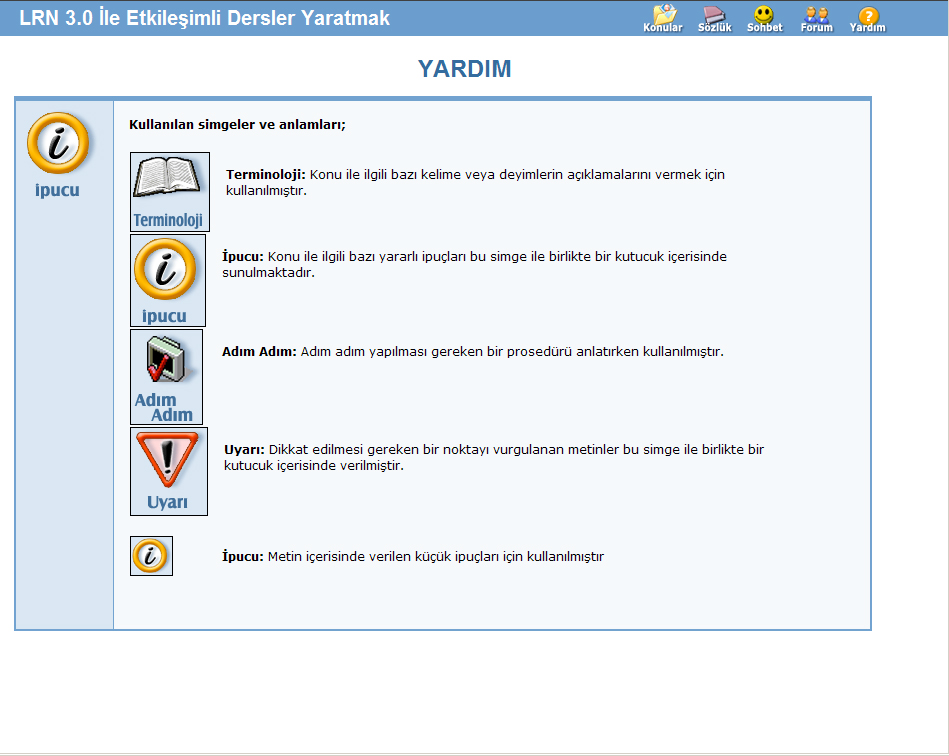 LRN 3.0 İle Etkileşimli Dersler Yaratmak
Konular Sözlük Sohbet Forum Yardım
YARDIM
ipucu
Kullanılan simgeler ve anlamları;
Terminoloji
Terminoloji: Konu ile ilgili bazı kelime veya deyimlerin açıklamalarını vermek için
kullanılmıştır.
ipucu
İpucu: Konu ile ilgili bazı yararlı ipuçları bu simge ile birlikte bir kutucuk içerisinde
sunulmaktadır.
Adım
Adım
Adım Adım: Adım adım yapılması gereken bir prosedürü anlatırken kullanılmıştır.
Uyarı
Uyarı: Dikkat edilmesi gereken bir noktayı vurgulanan metinler bu simge ile birlikte bir
kutucuk içerisinde verilmiştir.
İpucu: Metin içerisinde verilen küçük ipuçları için kullanılmıştır